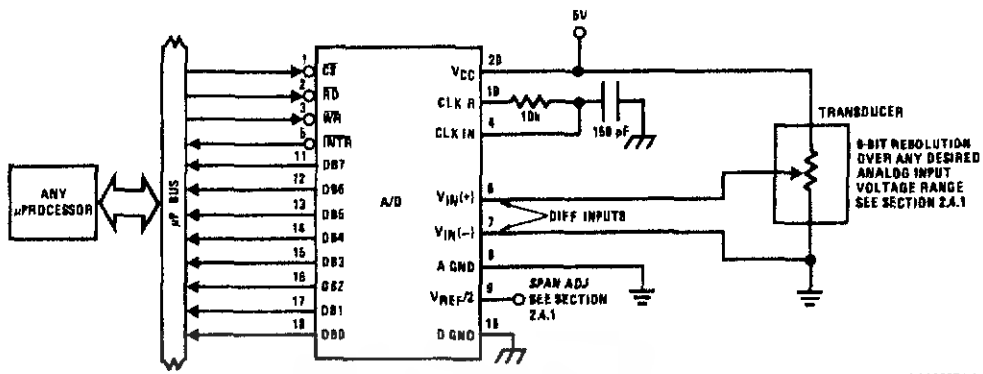 5V
1
CS
2
RD
3
WR
5
INTR
11
DB7
12
DB6
13
DB5
14
DB4
15
DB3
16
DB2
17
DB1
18
DB0
ANY
µPROCESSOR
µP BUS
A/D
VCC
20
CLK R
19
CLK IN
4
10k
150 pF
VIN(+)
6
DIFF INPUTS
VIN(−)
7
A GND
8
VREF/2
9
SPAN ADJ
SEE SECTION
2.4.1
D GND
10
TRANSDUCER
8-BIT RESOLUTION
OVER ANY DESIRED
ANALOG INPUT
VOLTAGE RANGE
SEE SECTION 2.4.1